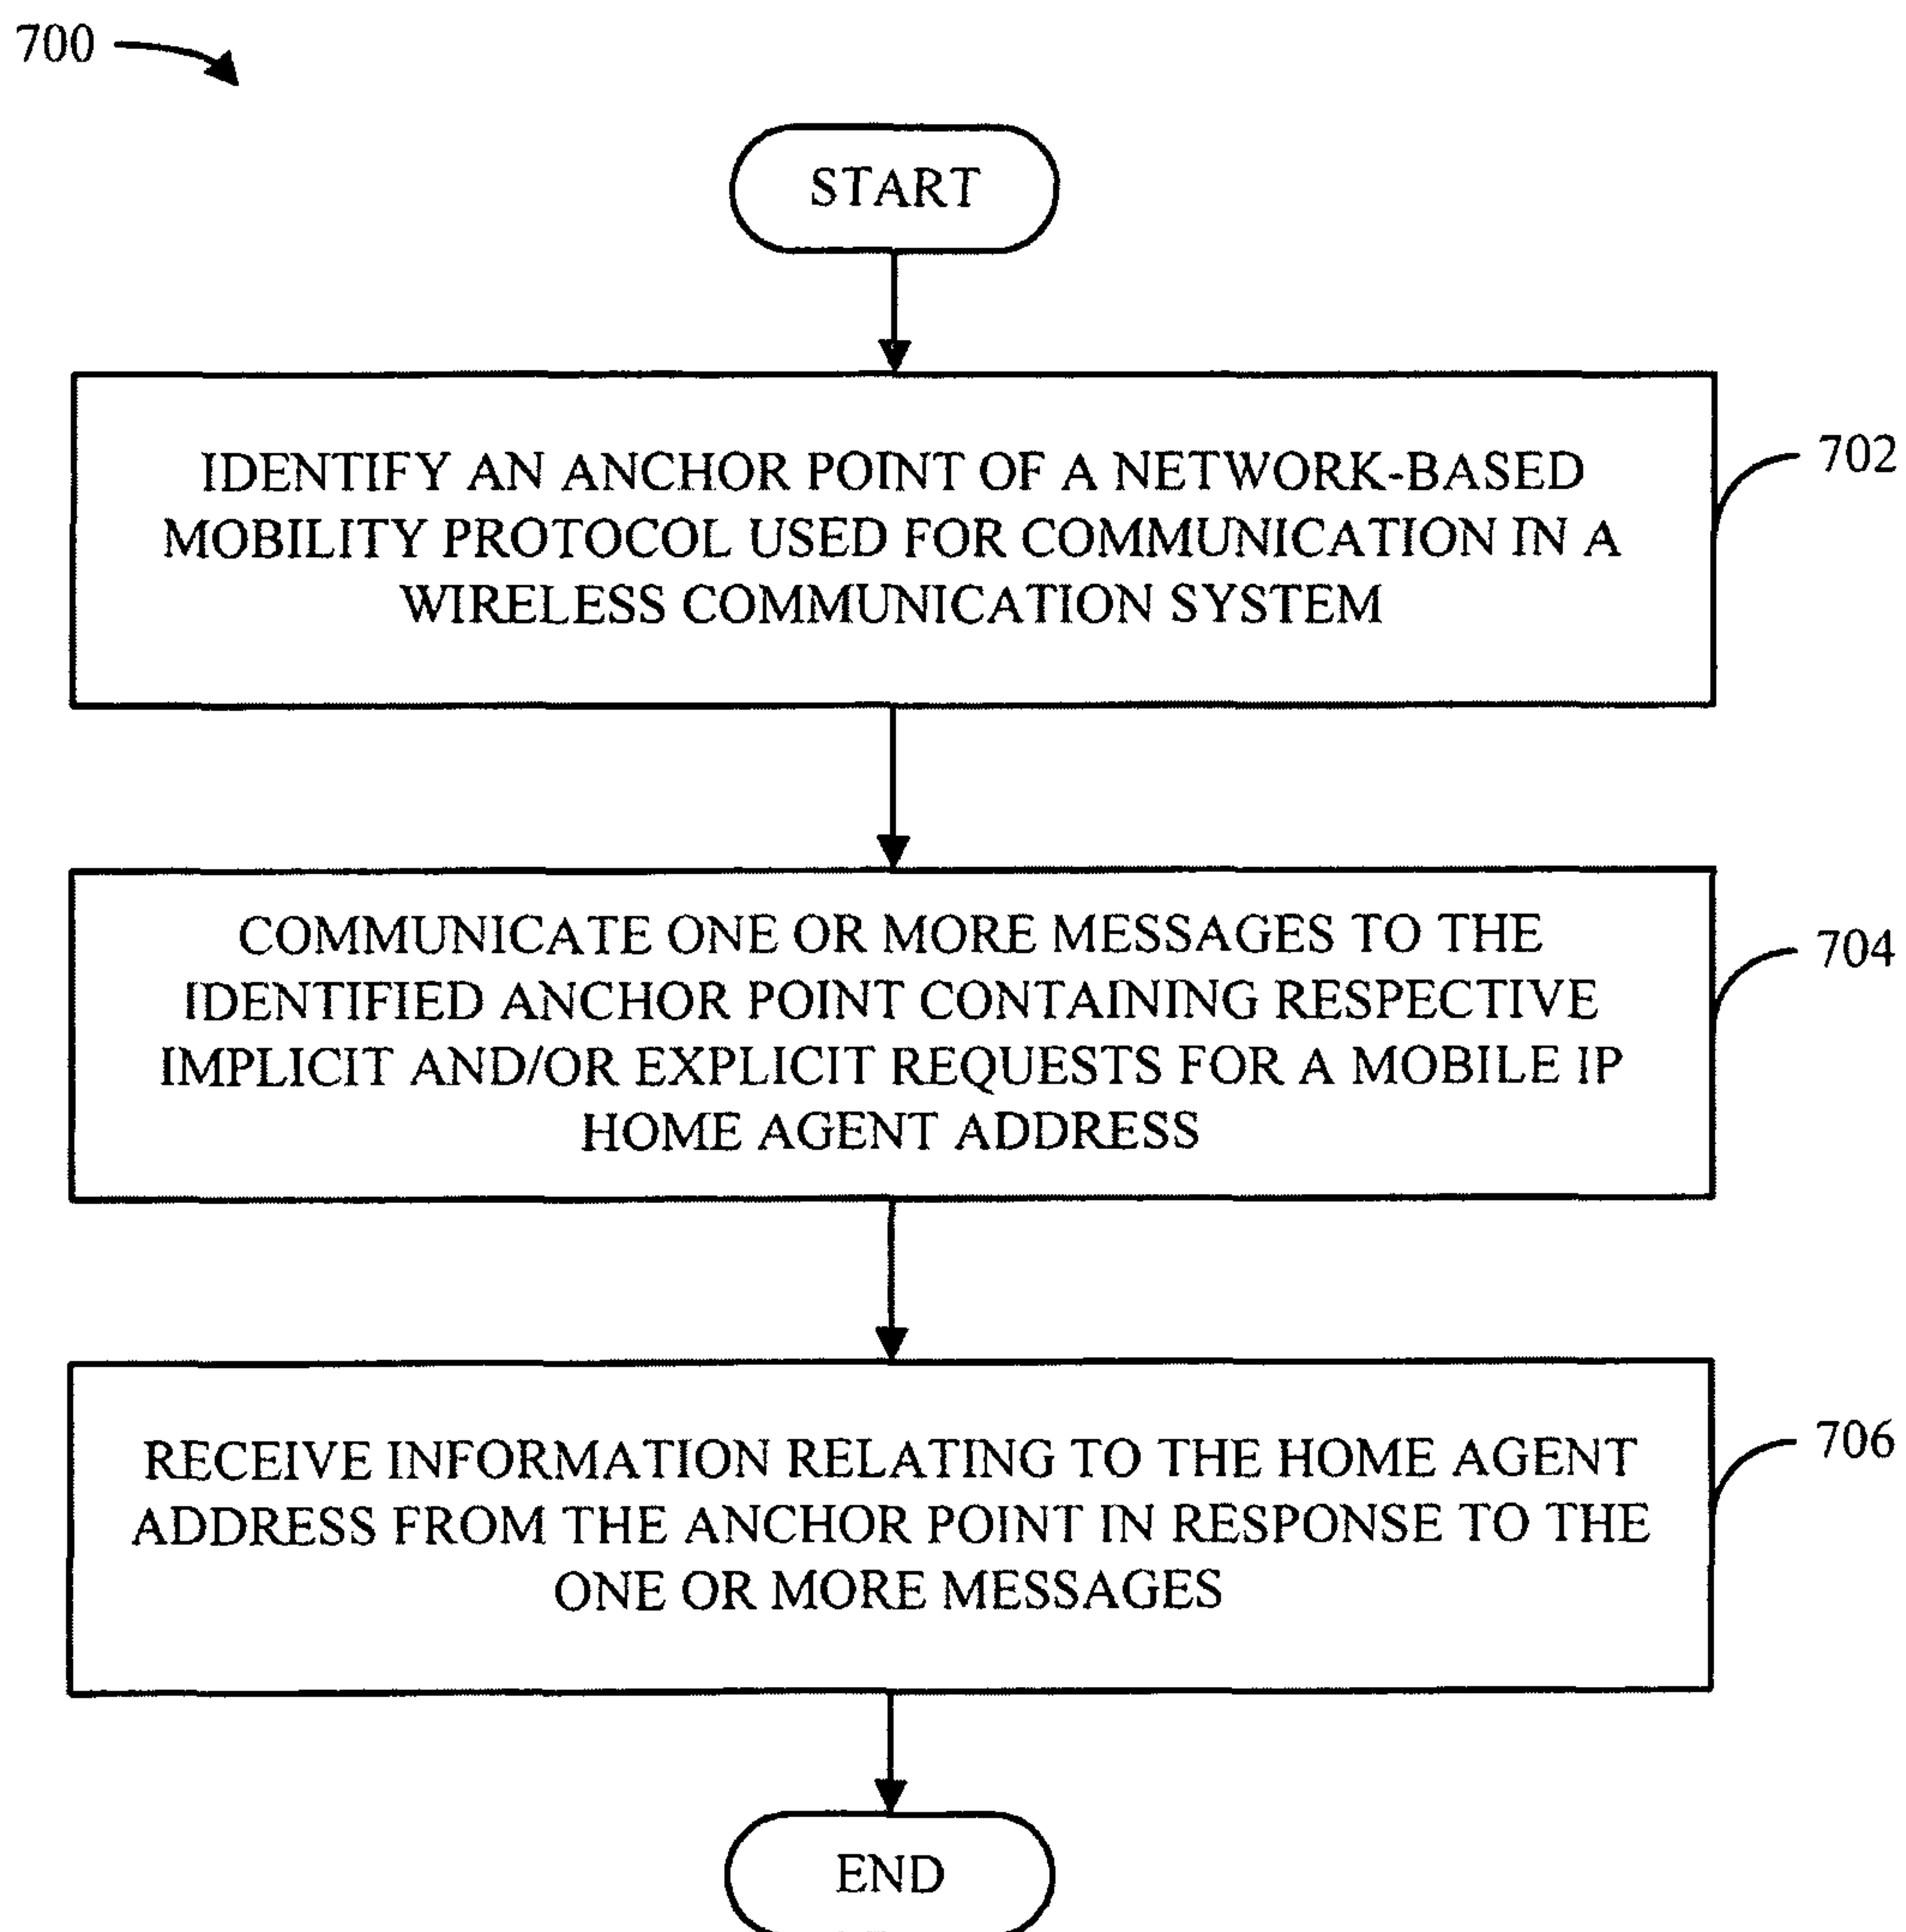 700
START
IDENTIFY AN ANCHOR POINT OF A NETWORK-BASED
MOBILITY PROTOCOL USED FOR COMMUNICATION IN A
WIRELESS COMMUNICATION SYSTEM
702
COMMUNICATE ONE OR MORE MESSAGES TO THE
IDENTIFIED ANCHOR POINT CONTAINING RESPECTIVE
IMPLICIT AND/OR EXPLICIT REQUESTS FOR A MOBILE IP
HOME AGENT ADDRESS
704
RECEIVE INFORMATION RELATING TO THE HOME AGENT
ADDRESS FROM THE ANCHOR POINT IN RESPONSE TO THE
ONE OR MORE MESSAGES
706
END